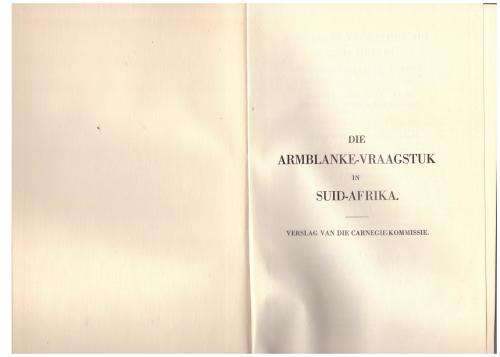 DIE
ARMBLANKE-VRAAGSTUK
IN
SUID-AFRIKA.
VERSLAG VAN DIE CARNEGIE-KOMMISSIE.